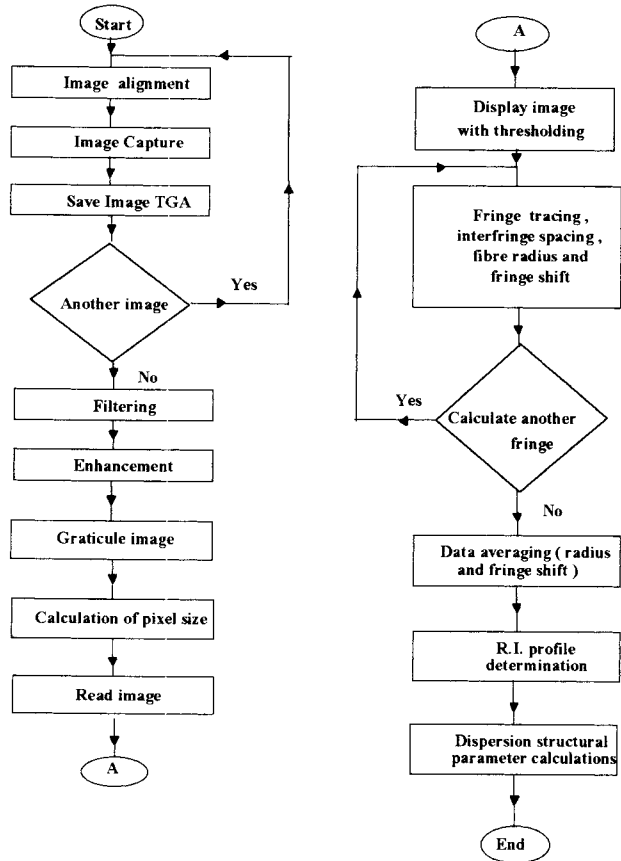 Start
Image alignment
Image Capture
Save Image TGA
Another image
Yes
No
Filtering
Enhancement
Graticule image
Calculation of pixel size
Read image
A
A
Display image
with thresholding
Fringe tracing ,
interfringe spacing ,
fibre radius and
fringe shift
Yes
Calculate another
fringe
No
Data averaging ( radius
and fringe shift )
R.I. profile
determination
Dispersion structural
parameter calculations
End